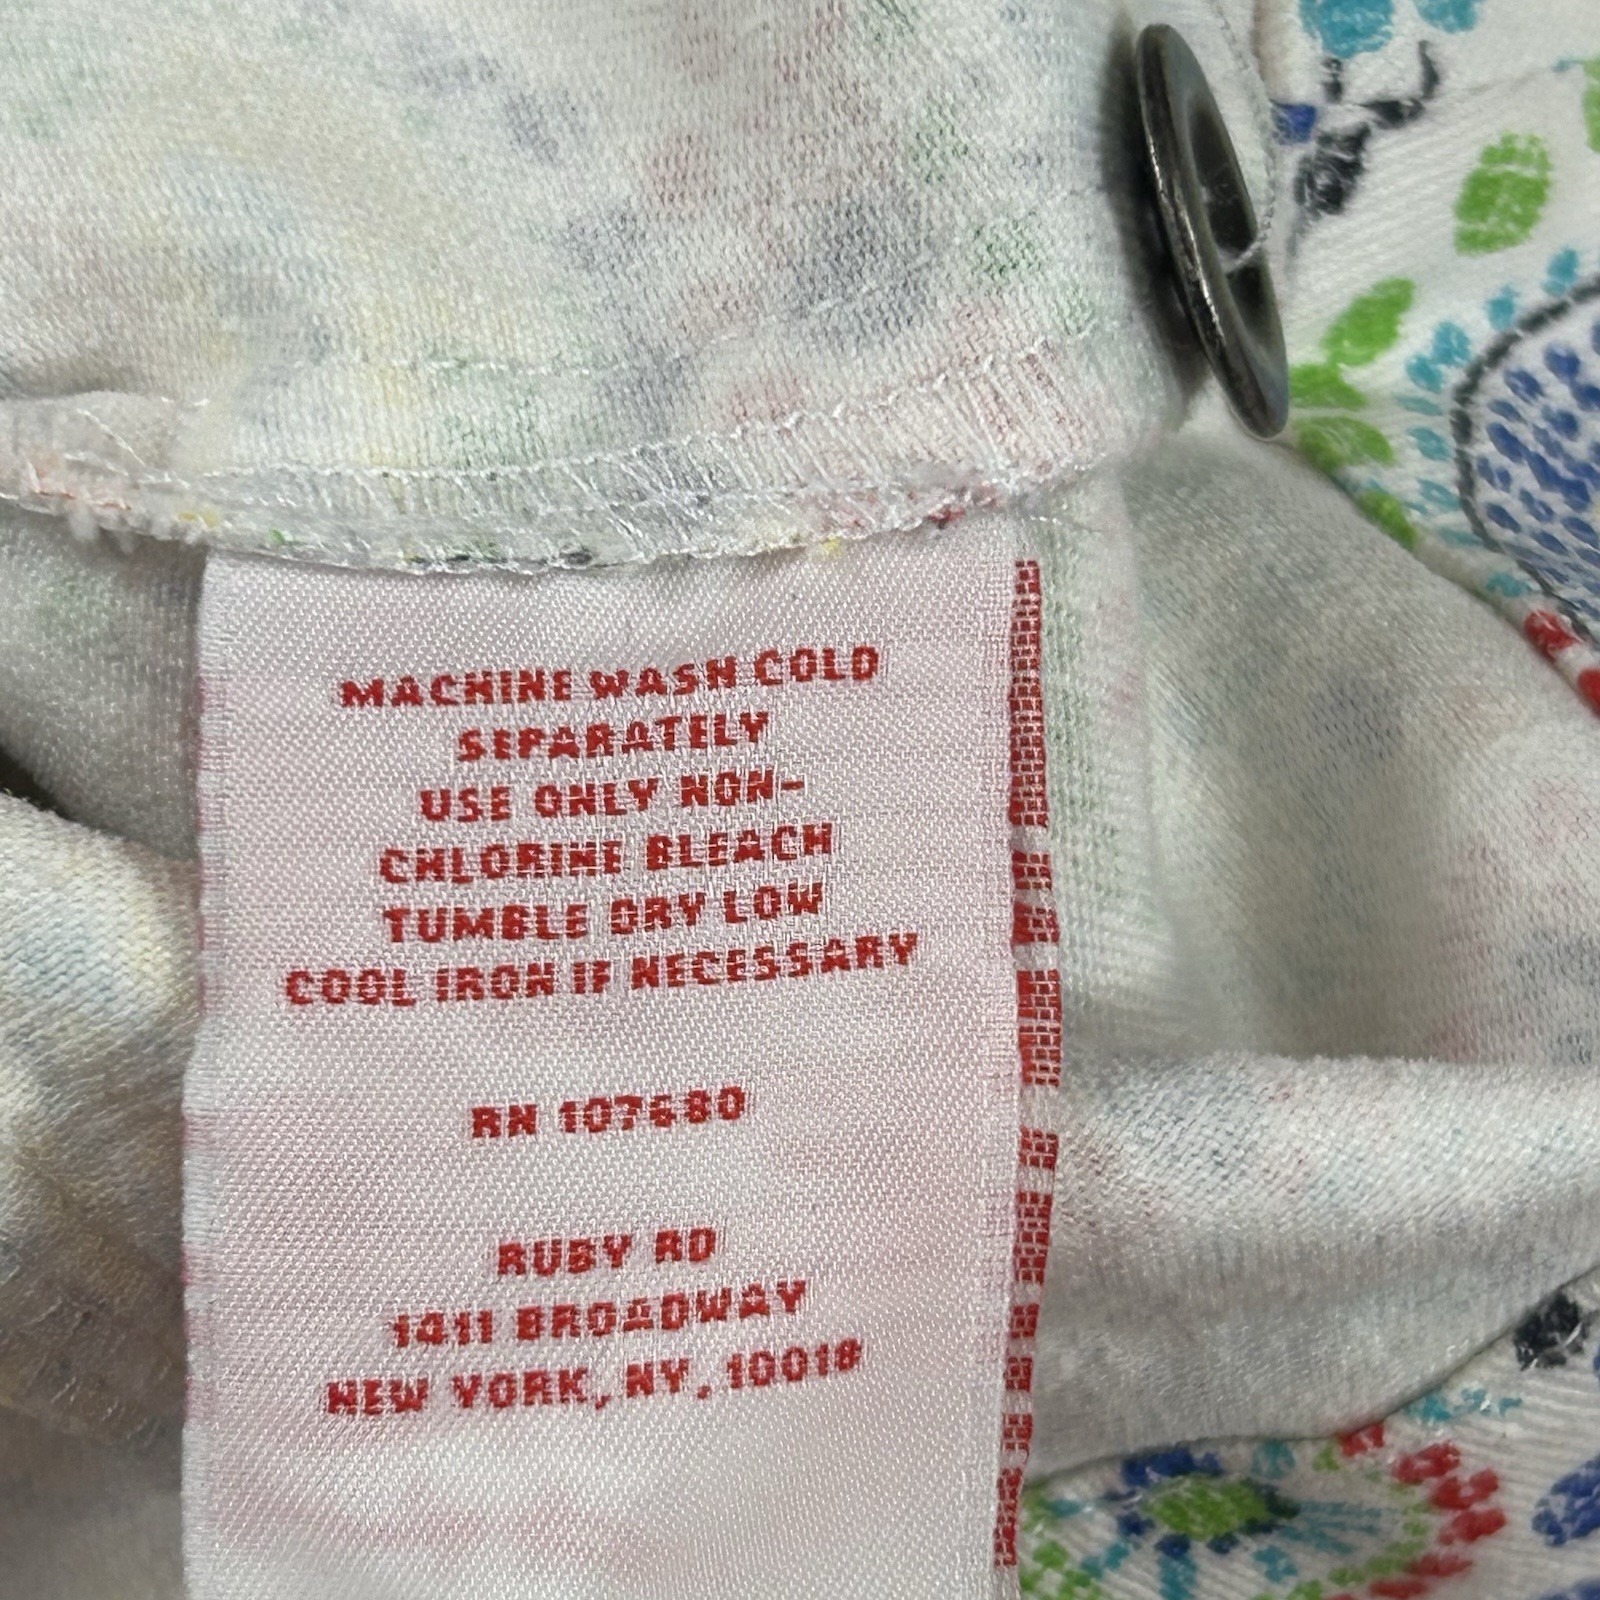 MACHINE WASH COLD
SEPARATELY
USE ONLY NON-
CHLORINE BLEACH
TUMBLE DRY LOW
COOL IRON IF NECESSARY
RN 107680
RUBY RD
1411 BROADWAY
NEW YORK, NY, 10018